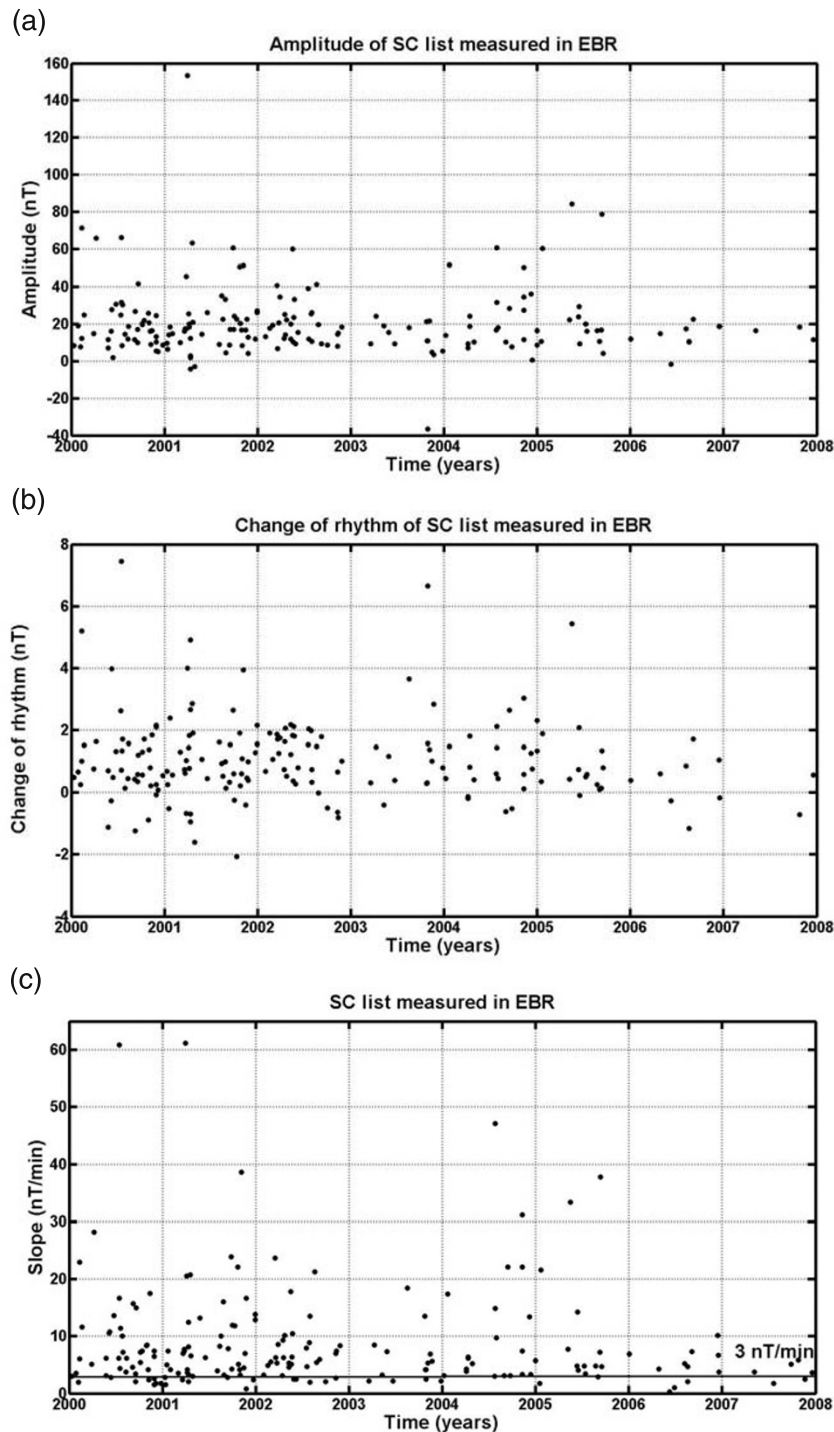 (a)
Amplitude of SC list measured in EBR
160
140
120
100
80
60
40
20
0
-20
-40
Amplitude (nT)
2000 2001 2002 2003 2004 2005 2006 2007 2008
Time (years)
(b)
Change of rhythm of SC list measured in EBR
8
6
4
2
0
-2
-4
Change of rhythm (nT)
2000 2001 2002 2003 2004 2005 2006 2007 2008
Time (years)
(c)
SC list measured in EBR
60
50
40
30
20
10
0
Slope (nT/min)
3 nT/min
2000 2001 2002 2003 2004 2005 2006 2007 2008
Time (years)